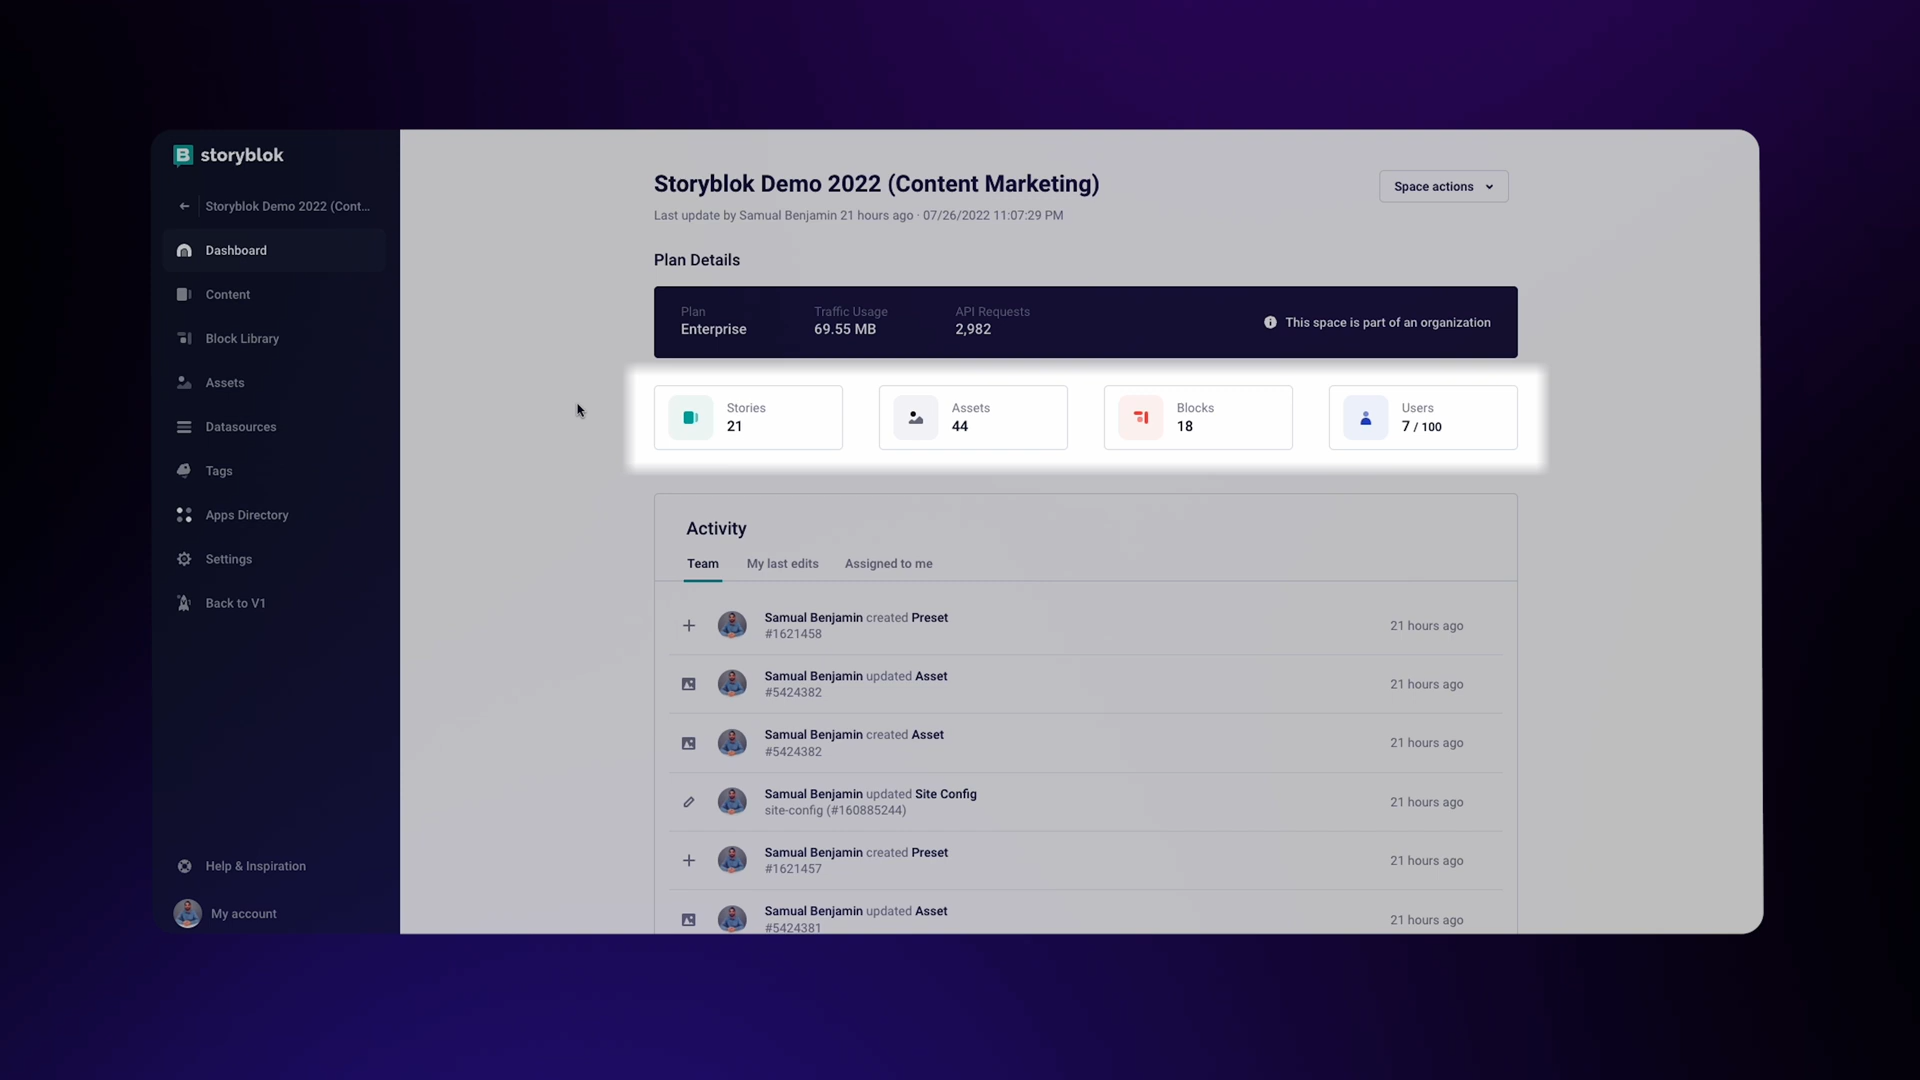 storyblok
Storyblok Demo 2022 (Cont...
Dashboard
Content
Block Library
Assets
Datasources
Tags
Apps Directory
Settings
Back to V1
Help & Inspiration
My account
Storyblok Demo 2022 (Content Marketing)
Space actions
Last update by Samual Benjamin 21 hours ago · 07/26/2022 11:07:29 PM
Plan Details
Plan
Enterprise
Traffic Usage
69.55 MB
API Requests
2,982
This space is part of an organization
Stories
21
Assets
44
Blocks
18
Users
7 / 100
Activity
Team My last edits Assigned to me
Samual Benjamin created Preset
#1621458
21 hours ago
Samual Benjamin updated Asset
#5424382
21 hours ago
Samual Benjamin created Asset
#5424382
21 hours ago
Samual Benjamin updated Site Config
site-config (#160885244)
21 hours ago
Samual Benjamin created Preset
#1621457
21 hours ago
Samual Benjamin updated Asset
#5424381
21 hours ago